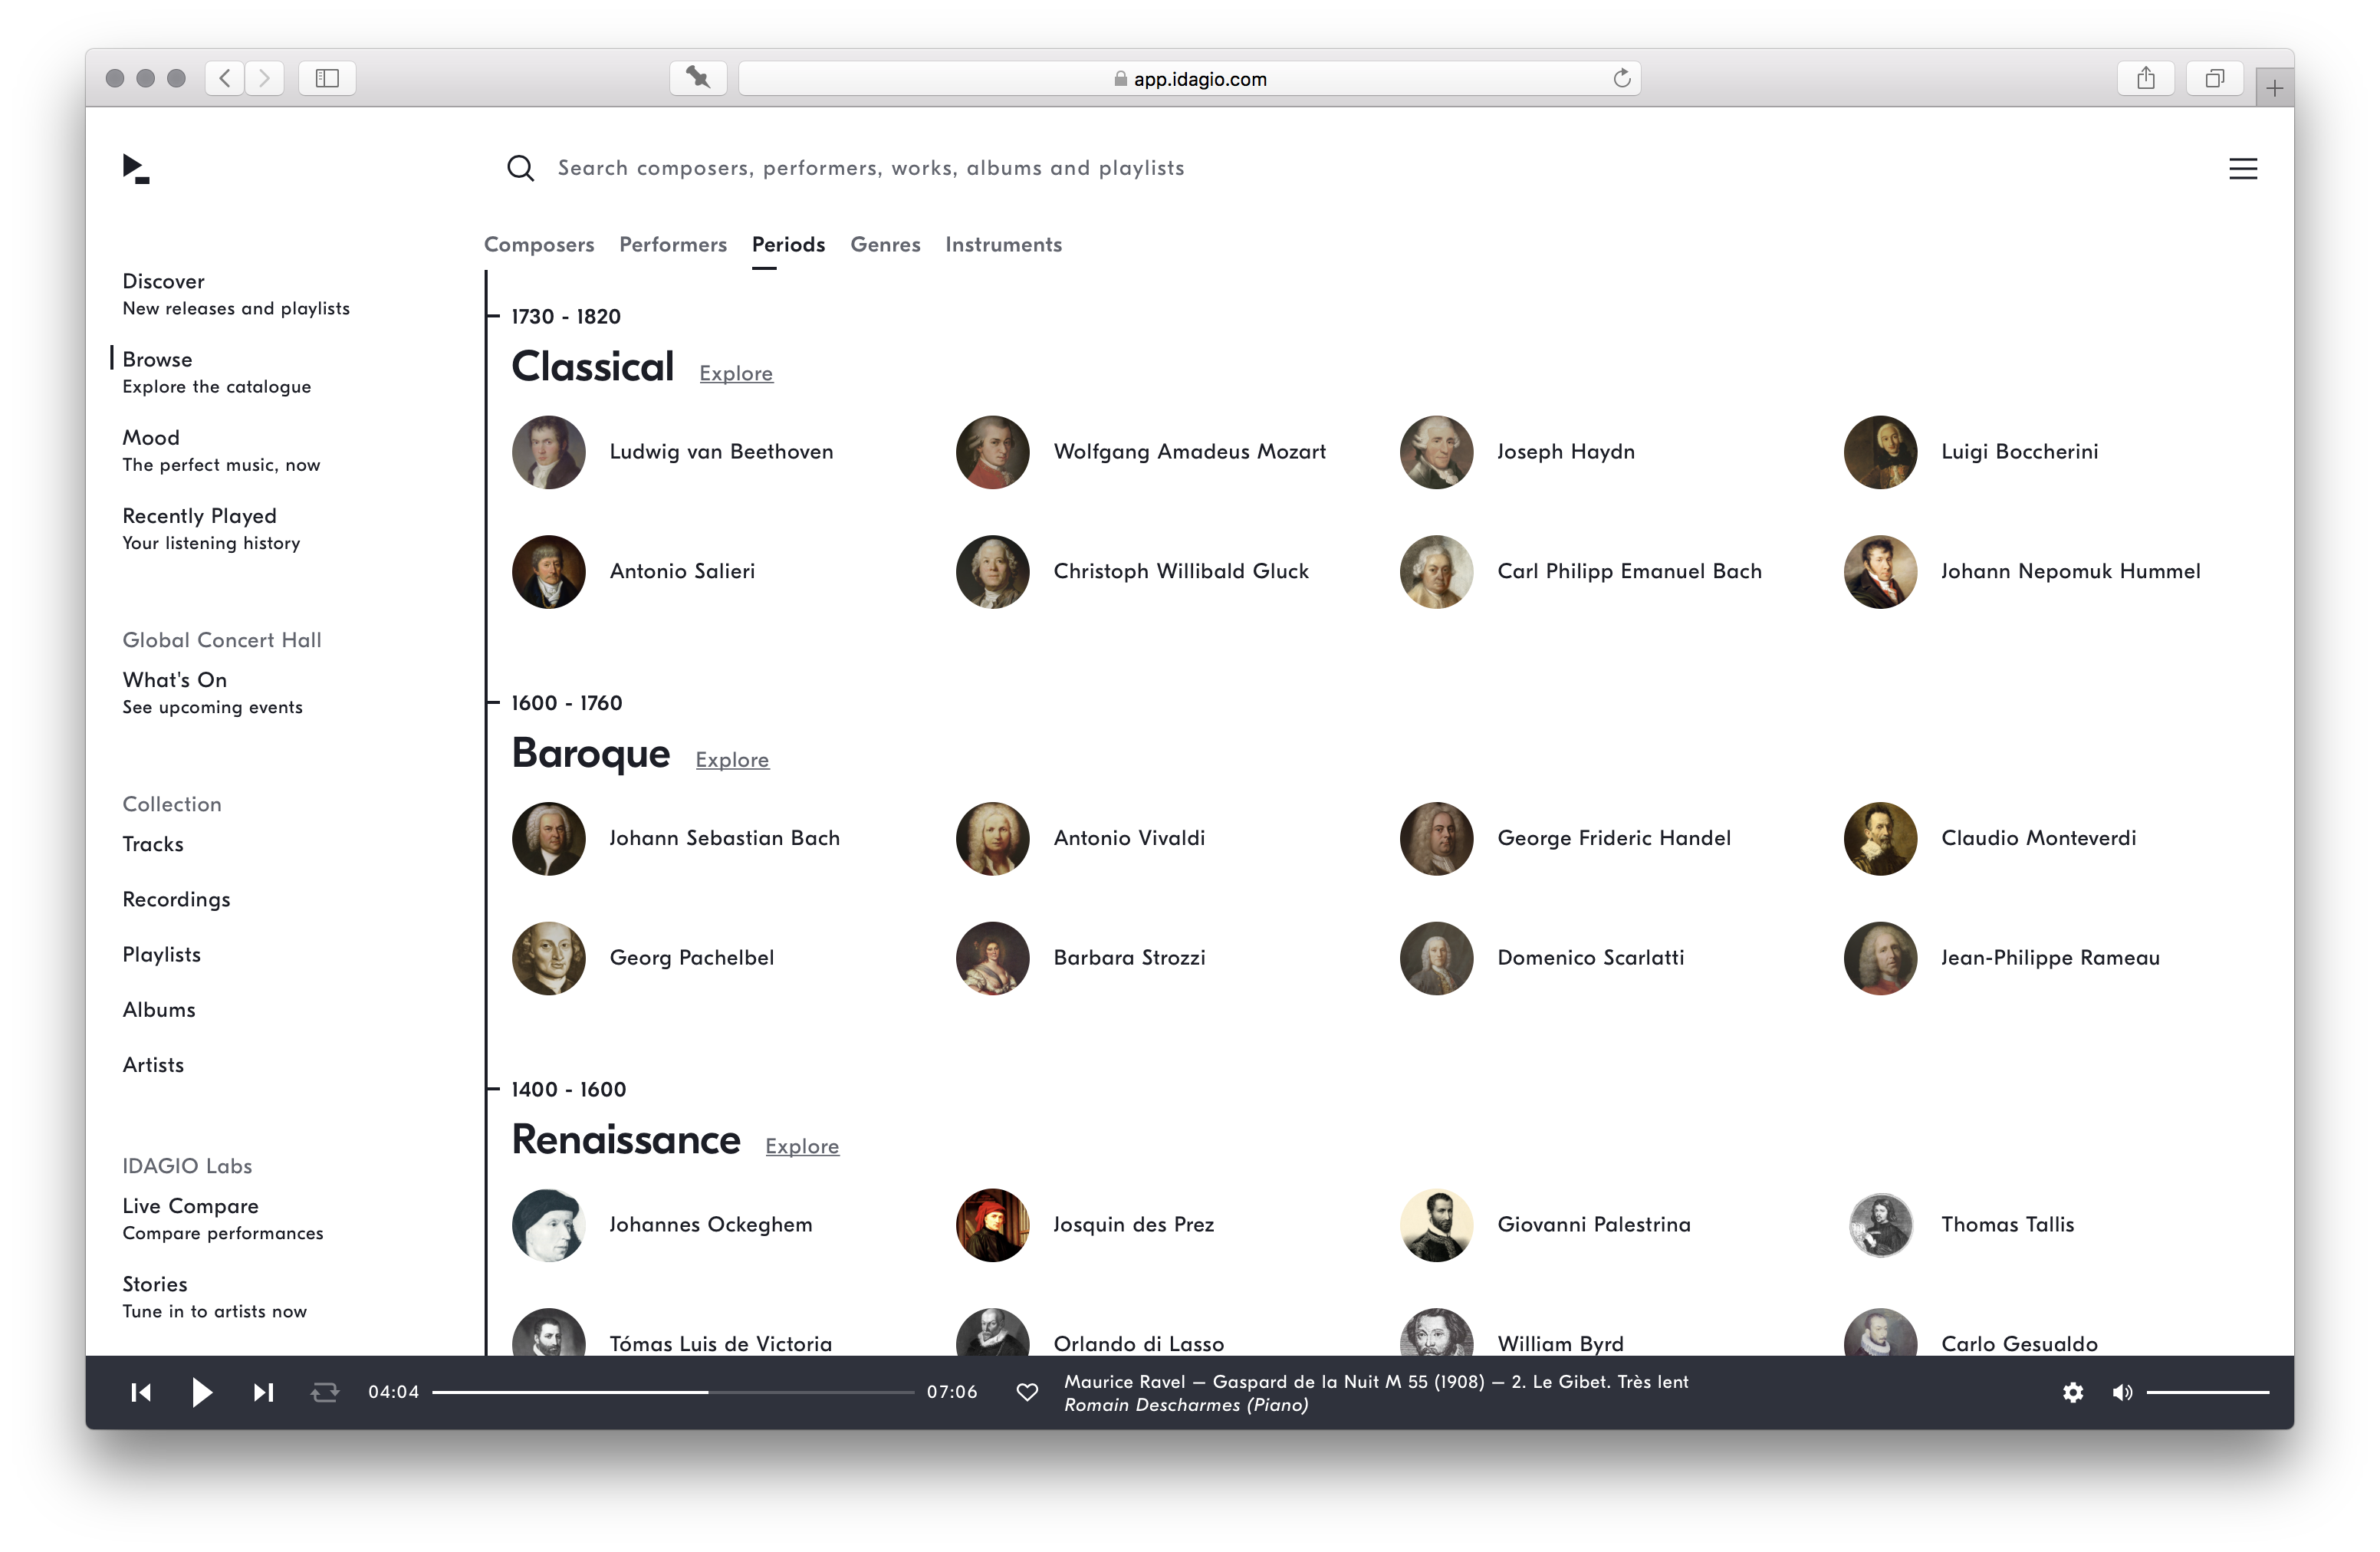 app.idagio.com
Search composers, performers, works, albums and playlists
Composers Performers Periods Genres Instruments
Discover
New releases and playlists
Browse
Explore the catalogue
Mood
The perfect music, now
Recently Played
Your listening history
Global Concert Hall
What's On
See upcoming events
Collection
Tracks
Recordings
Playlists
Albums
Artists
IDAGIO Labs
Live Compare
Compare performances
Stories
Tune in to artists now
1730 - 1820
Classical Explore
Ludwig van Beethoven Wolfgang Amadeus Mozart Joseph Haydn Luigi Boccherini
Antonio Salieri Christoph Willibald Gluck Carl Philipp Emanuel Bach Johann Nepomuk Hummel
1600 - 1760
Baroque Explore
Johann Sebastian Bach Antonio Vivaldi George Frideric Handel Claudio Monteverdi
Georg Pachelbel Barbara Strozzi Domenico Scarlatti Jean-Philippe Rameau
1400 - 1600
Renaissance Explore
Johannes Ockeghem Josquin des Prez Giovanni Palestrina Thomas Tallis
Tómas Luis de Victoria Orlando di Lasso William Byrd Carlo Gesualdo
04:04 07:06
Maurice Ravel – Gaspard de la Nuit M 55 (1908) – 2. Le Gibet. Très lent
Romain Descharmes (Piano)